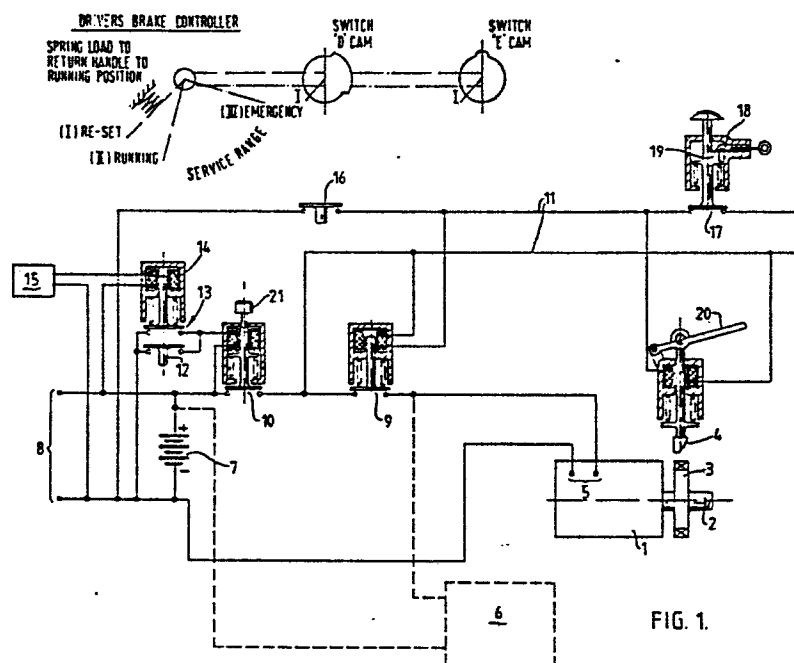 DRIVERS BRAKE CONTROLLER
SPRING LOAD TO
RETURN HANDLE TO
RUNNING POSITION
(I) RE-SET
(II) RUNNING
SERVICE RANGE
(III) EMERGENCY
SWITCH
'D' CAM
I
SWITCH
'E' CAM
I
16
18
19
17
11
14
15
13
21
12
20
10
9
8
+
7
-
4
5
3
2
1
6
FIG. 1.